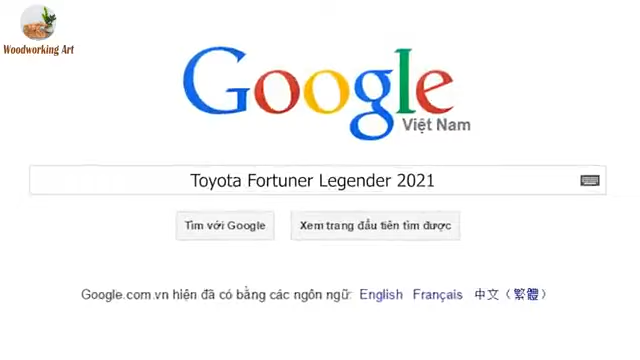 Woodworking Art
Google
Việt Nam
Toyota Fortuner Legender 2021
Tìm với Google
Xem trang đầu tiên tìm được
Google.com.vn hiện đã có bằng các ngôn ngữ: English Français 中文（繁體）